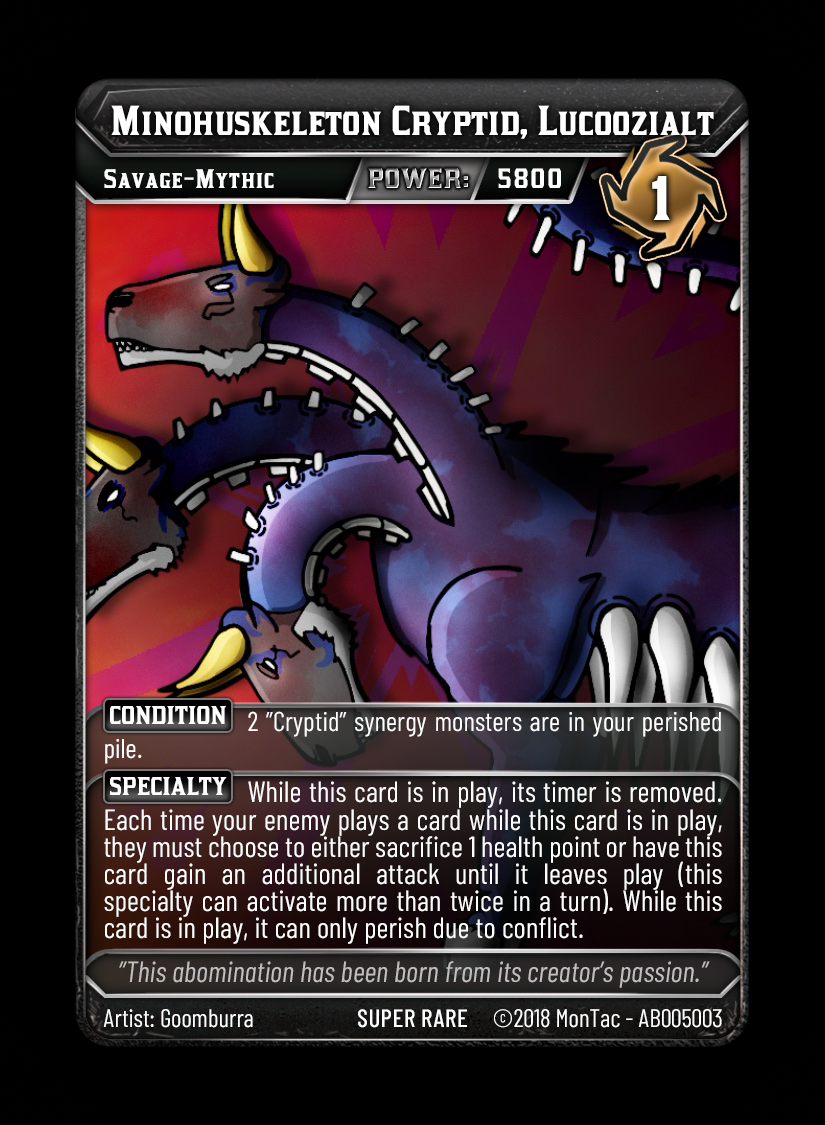 Minohuskeleton Cryptid, Lucoozialt
Savage-Mythic POWER: 5800
1
CONDITION 2 "Cryptid" synergy monsters are in your perished
pile.
SPECIALTY While this card is in play, its timer is removed.
Each time your enemy plays a card while this card is in play,
they must choose to either sacrifice 1 health point or have this
card gain an additional attack until it leaves play (this
specialty can activate more than twice in a turn). While this
card is in play, it can only perish due to conflict.
"This abomination has been born from its creator's passion."
Artist: Goomburra SUPER RARE ©2018 MonTac - AB005003